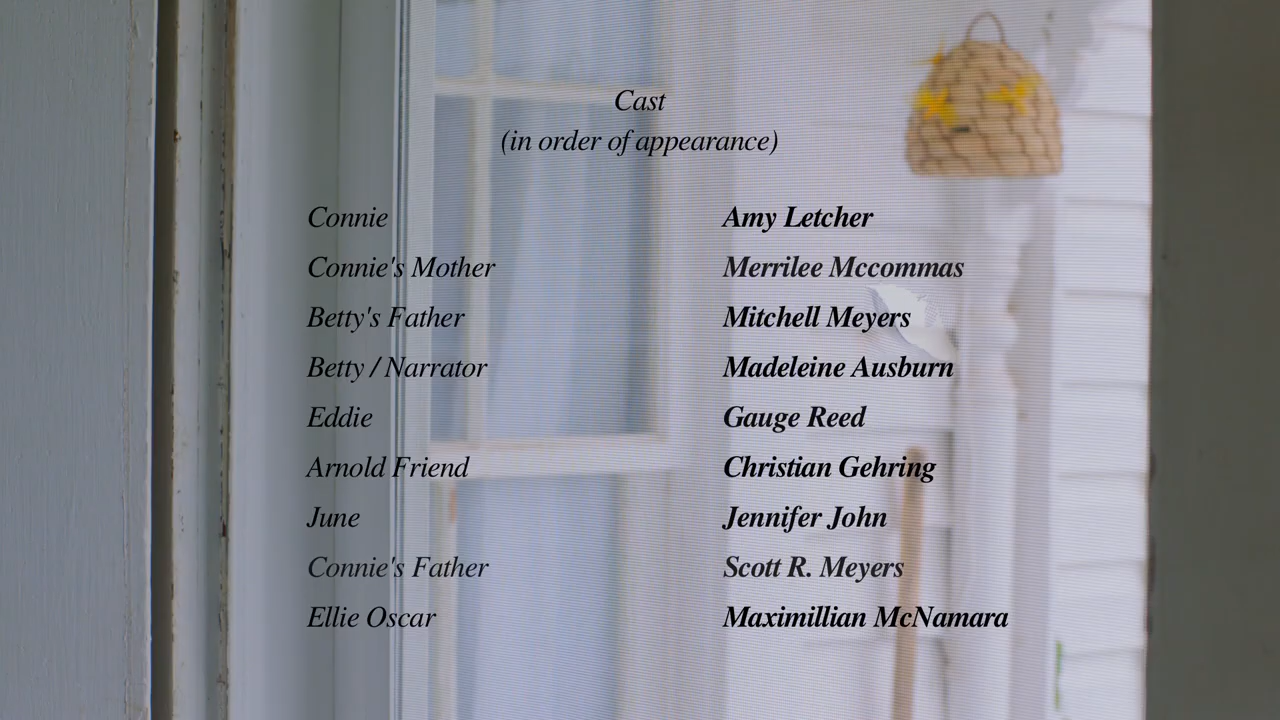 Cast
(in order of appearance)
Connie Amy Letcher
Connie's Mother Merrilee Mccommas
Betty's Father Mitchell Meyers
Betty / Narrator Madeleine Ausburn
Eddie Gauge Reed
Arnold Friend Christian Gehring
June Jennifer John
Connie's Father Scott R. Meyers
Ellie Oscar Maximillian McNamara